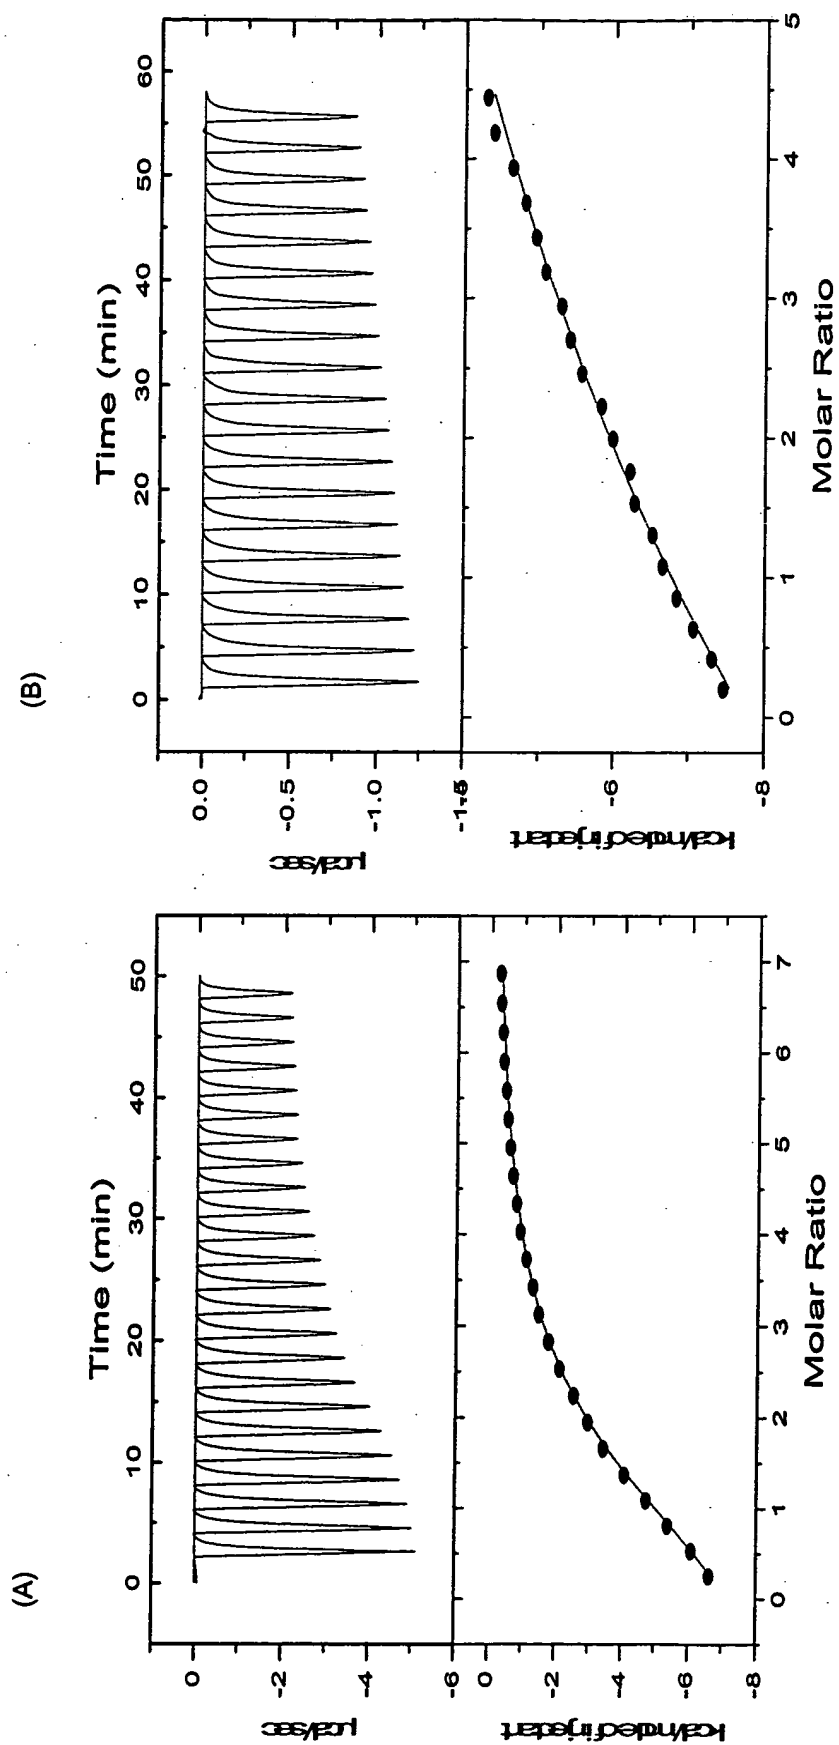 (A)
Time (min)
0 10 20 30 40 50
0
-2
-4
-6
µcal/sec
0
-2
-4
-6
-8
kcal/mole of injectant
0 1 2 3 4 5 6 7
Molar Ratio
(B)
Time (min)
0 10 20 30 40 50 60
0.0
-0.5
-1.0
µcal/sec
-6
-8
kcal/mole of injectant
0 1 2 3 4 5
Molar Ratio